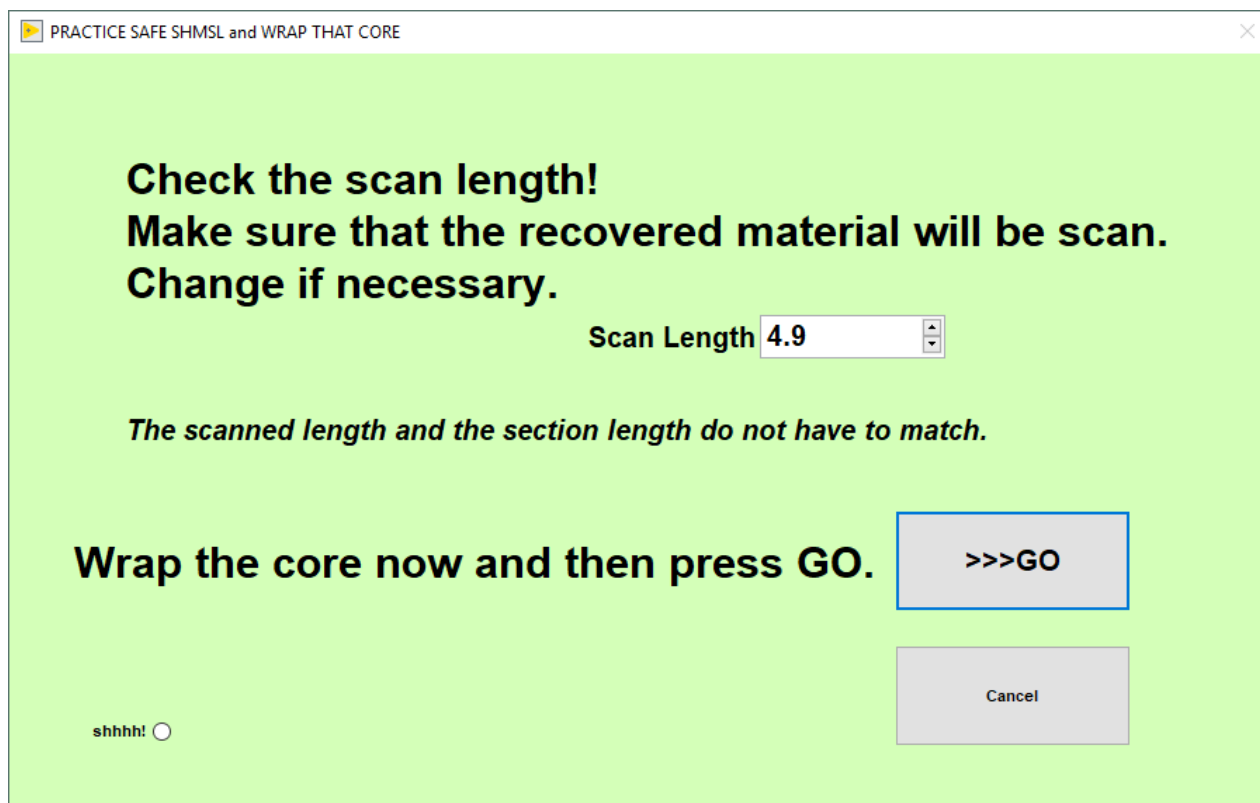 PRACTICE SAFE SHMSL and WRAP THAT CORE
Check the scan length!
Make sure that the recovered material will be scan.
Change if necessary.
Scan Length 4.9
The scanned length and the section length do not have to match.
Wrap the core now and then press GO.
>>>GO
Cancel
shhhh!